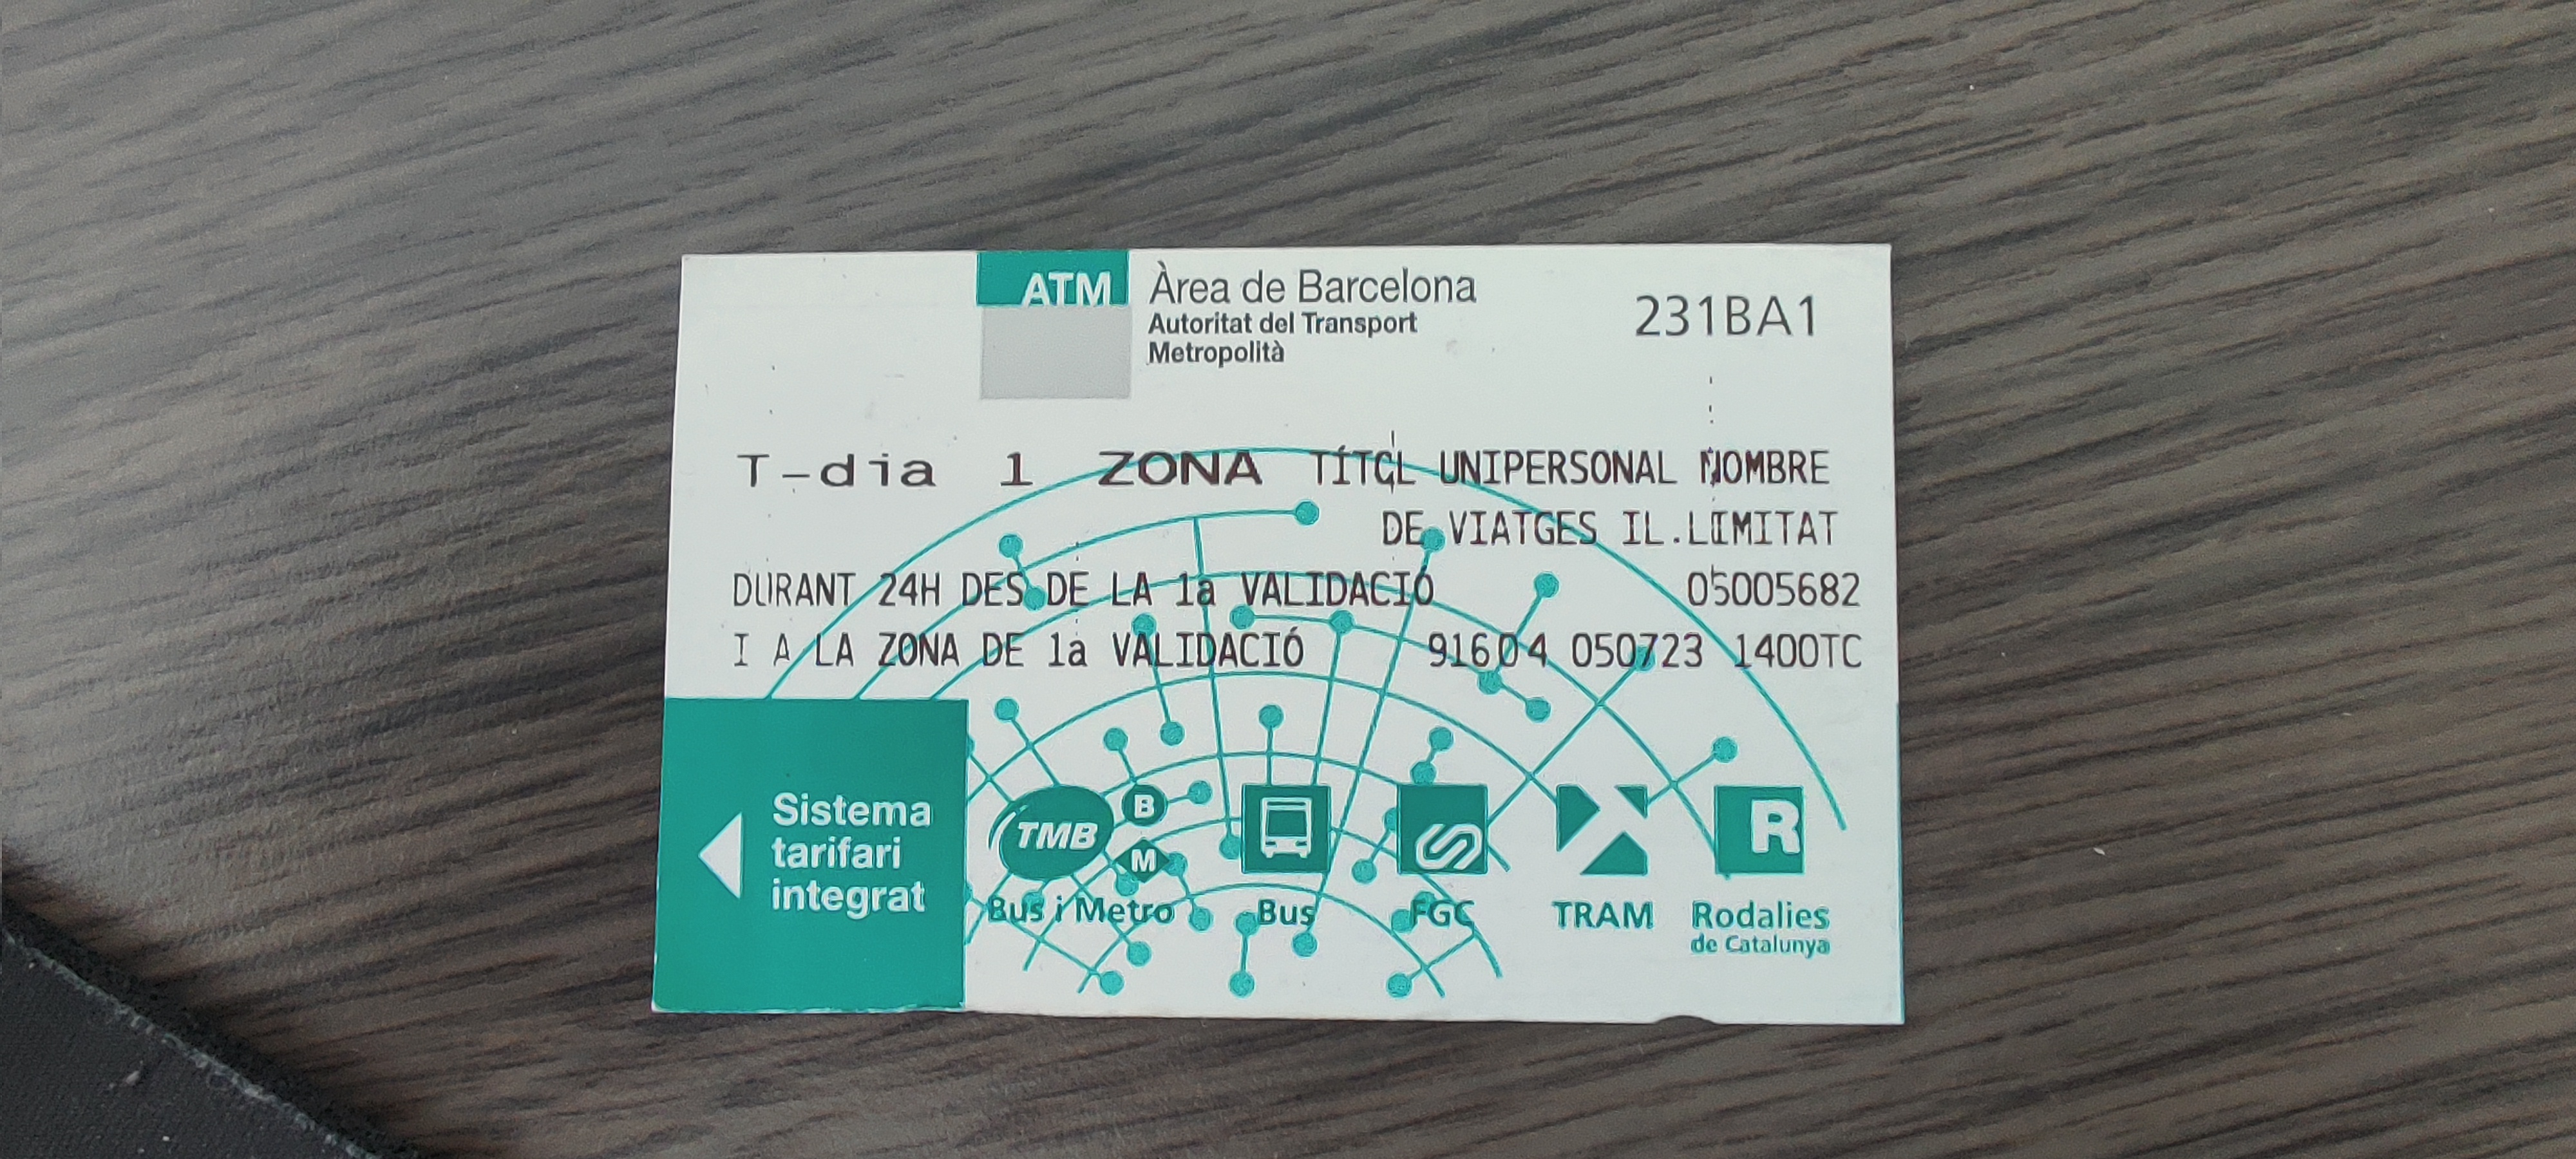 ATM
Àrea de Barcelona
Autoritat del Transport
Metropolità
231BA1
T-dia 1 ZONA TÍTOL UNIPERSONAL NOMBRE
DE VIATGES IL.LIMITAT
DURANT 24H DES DE LA 1a VALIDACIÓ 05005682
I A LA ZONA DE 1a VALIDACIÓ 91604 050723 1400TC
Sistema
tarifari
integrat
TMB
B
M
R
Bus i Metro Bus FGC TRAM Rodalies
de Catalunya